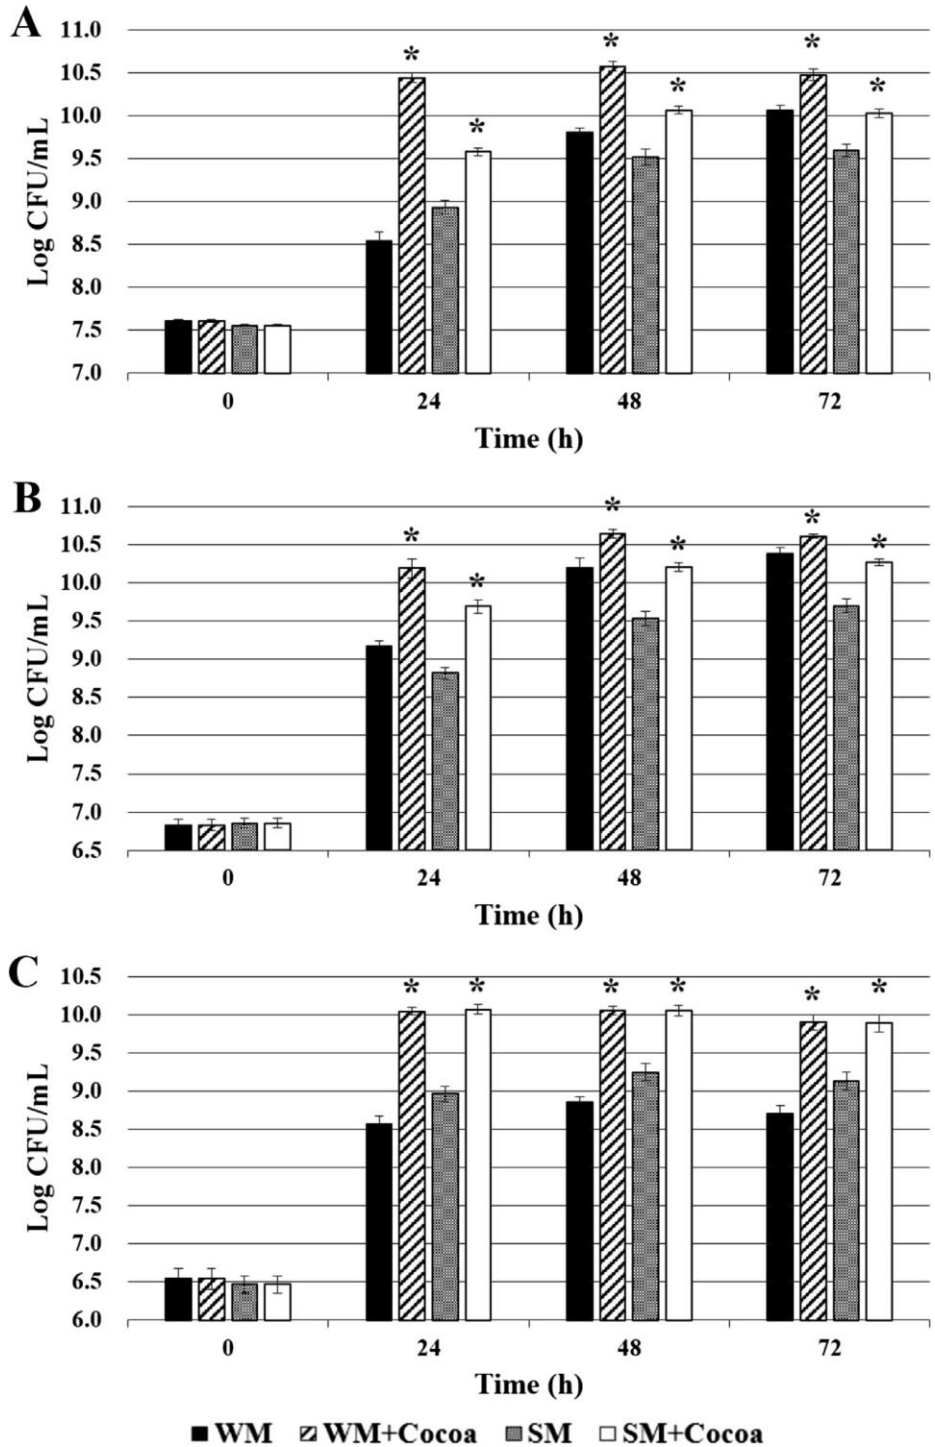 A
11.0
* * *
10.5 * *
10.0 *
9.5
9.0
8.5
8.0
7.5
7.0
Log CFU/mL
0 24 48 72
Time (h)
B
11.0 *
10.5 * * * *
10.0 *
9.5
9.0
8.5
8.0
7.5
7.0
6.5
Log CFU/mL
0 24 48 72
Time (h)
C
10.5
* * * * * *
10.0
9.5
9.0
8.5
8.0
7.5
7.0
6.5
6.0
Log CFU/mL
0 24 48 72
Time (h)
WM WM+Cocoa SM SM+Cocoa